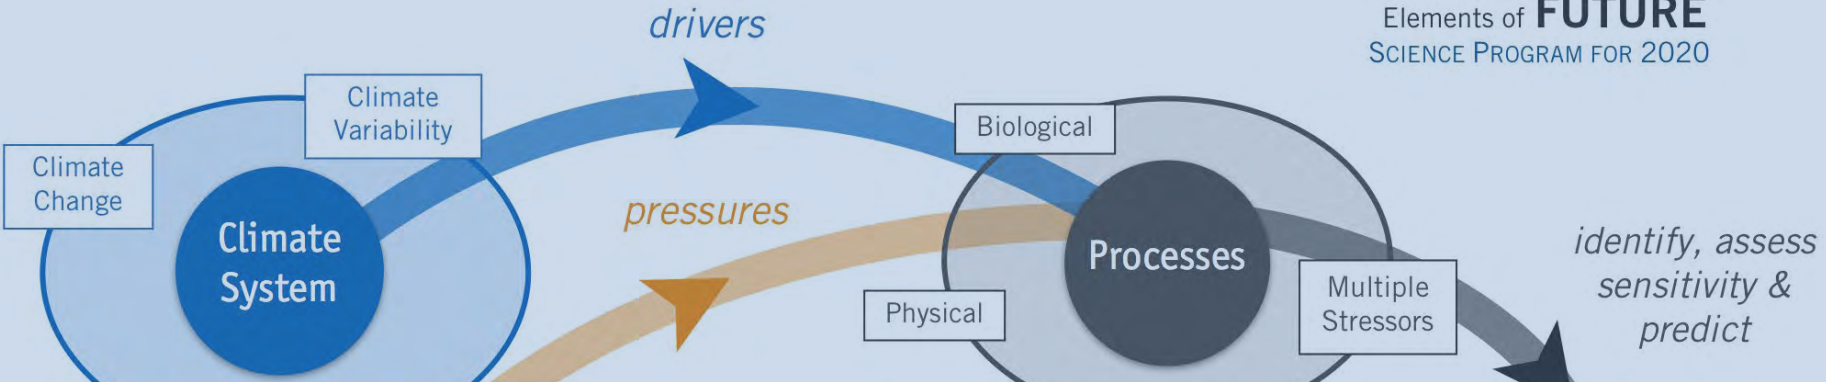 drivers
Elements of FUTURE
SCIENCE PROGRAM FOR 2020
Climate
Variability
Climate
Change
Climate
System
pressures
Biological
Processes
Physical
Multiple
Stressors
identify, assess
sensitivity &
predict